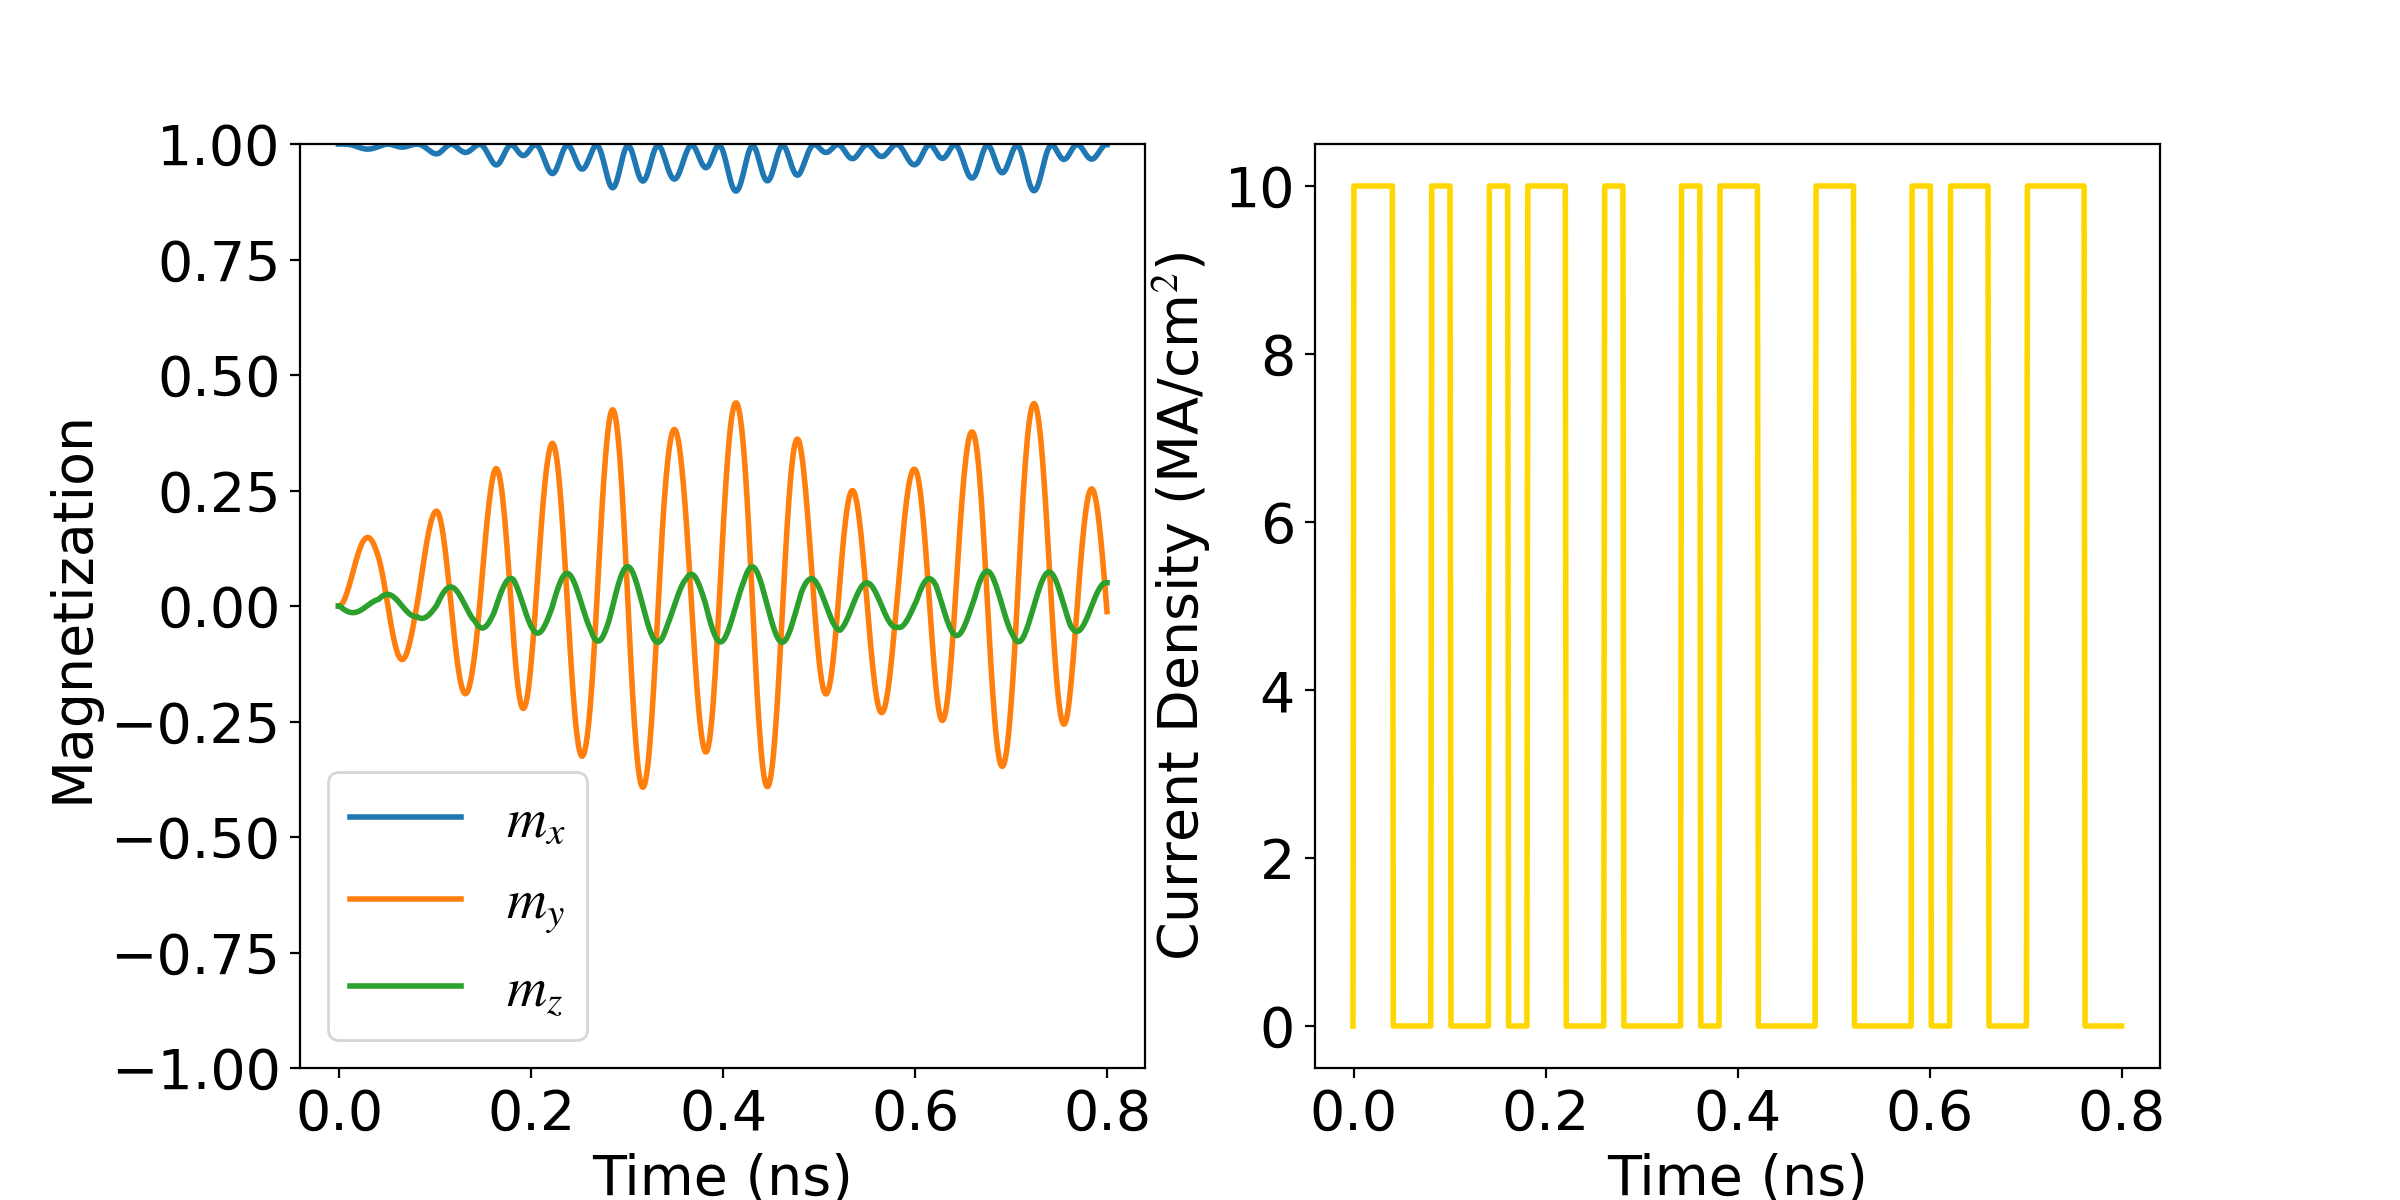 Magnetization
1.00
0.75
0.50
0.25
0.00
−0.25
−0.50
−0.75
−1.00
m_x
m_y
m_z
0.0 0.2 0.4 0.6 0.8
Time (ns)
Current Density (MA/cm²)
10
8
6
4
2
0
0.0 0.2 0.4 0.6 0.8
Time (ns)